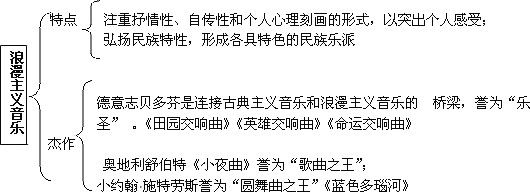 浪漫主义音乐
特点
注重抒情性、自传性和个人心理刻画的形式，以突出个人感受；
弘扬民族特性，形成各具特色的民族乐派
杰作
德意志贝多芬是连接古典主义音乐和浪漫主义音乐的 桥梁，誉为“乐
圣” 。《田园交响曲》《英雄交响曲》《命运交响曲》
奥地利舒伯特《小夜曲》誉为“歌曲之王”；
小约翰·施特劳斯誉为“圆舞曲之王”《蓝色多瑙河》